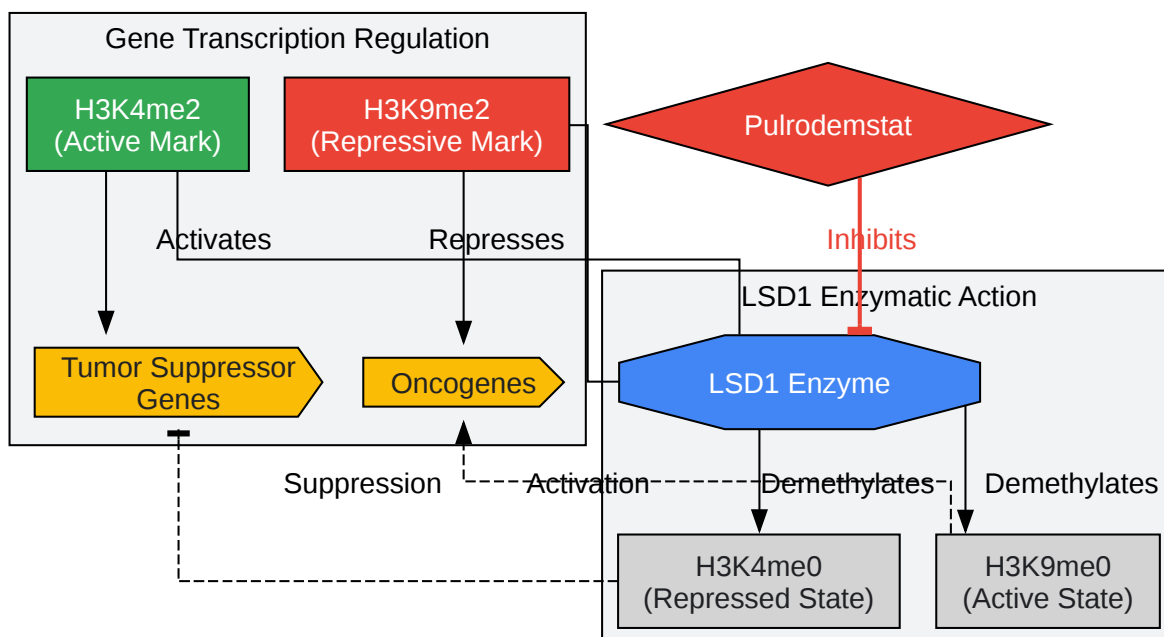 Gene Transcription Regulation
H3K4me2
(Active Mark)
H3K9me2
(Repressive Mark)
Pulrodemstat
Activates
Represses
Inhibits
LSD1 Enzymatic Action
Tumor Suppressor
Genes
Oncogenes
LSD1 Enzyme
Suppression
Activation
Demethylates
Demethylates
H3K4me0
(Repressed State)
H3K9me0
(Active State)